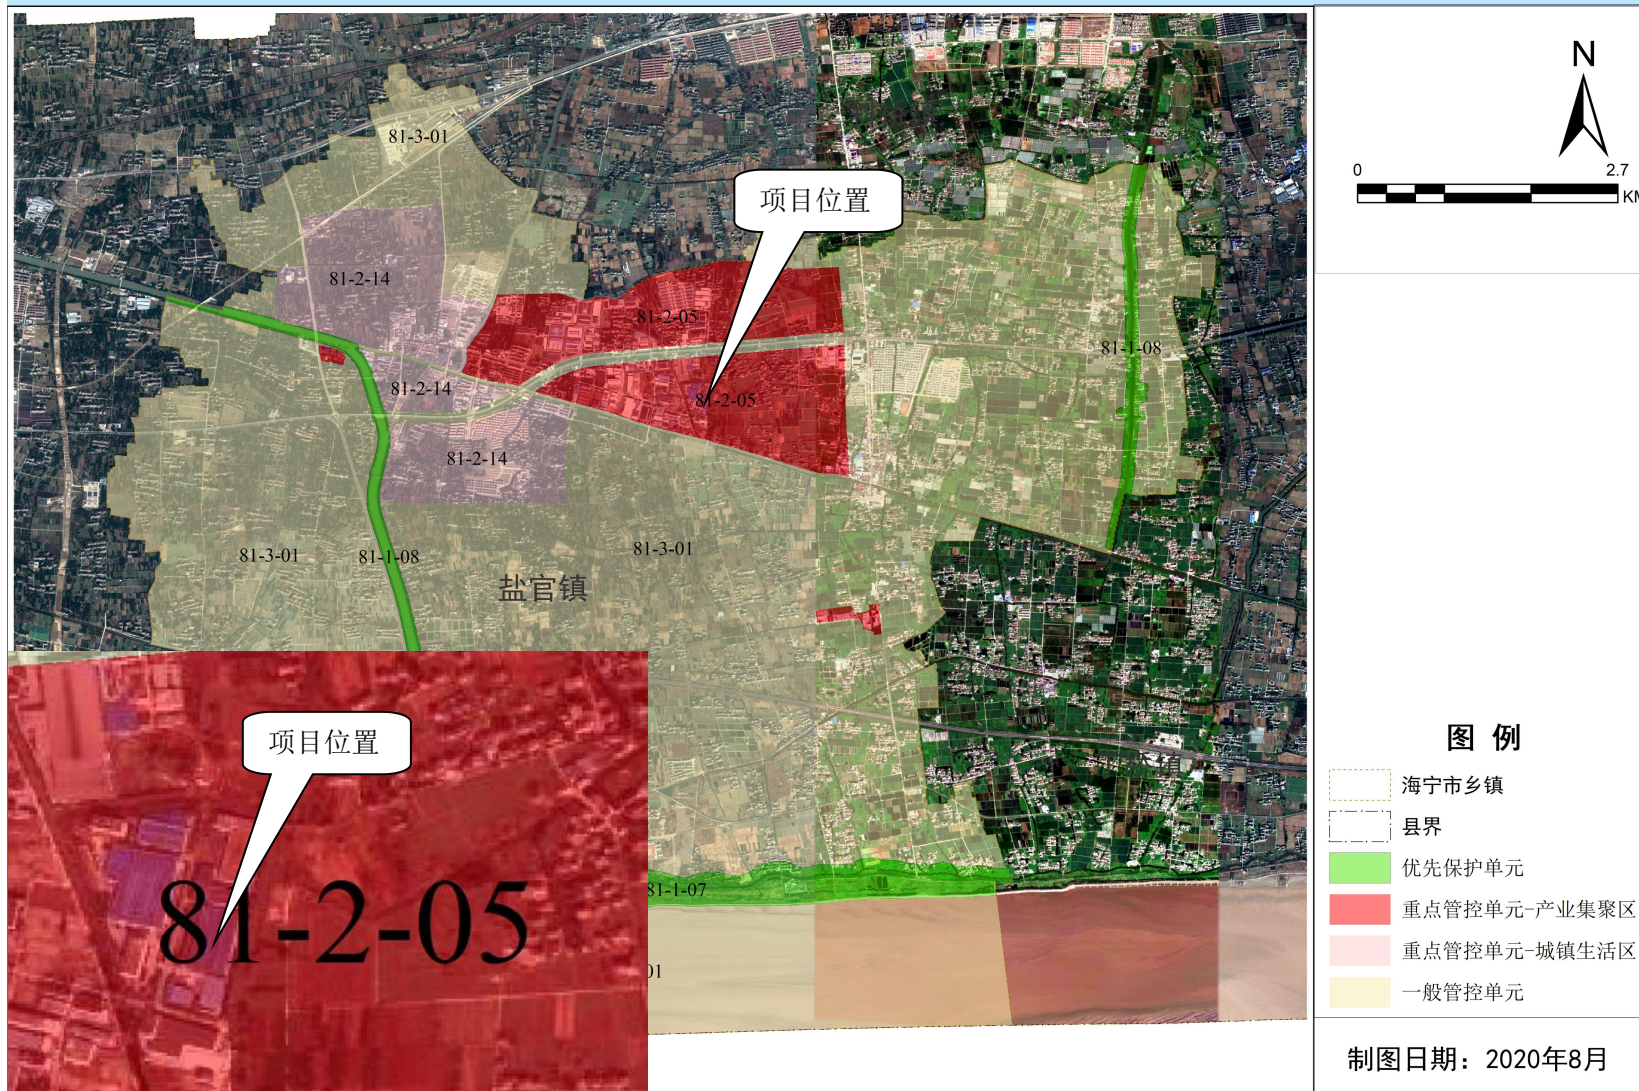 N
0 2.7
KM
81-3-01
项目位置
81-2-14
81-2-05
81-1-08
81-2-14
81-2-05
81-2-14
81-3-01
81-1-08
81-3-01
盐官镇
项目位置
81-2-05
81-1-07
01
图 例
海宁市乡镇
县界
优先保护单元
重点管控单元-产业集聚区
重点管控单元-城镇生活区
一般管控单元
制图日期：2020年8月